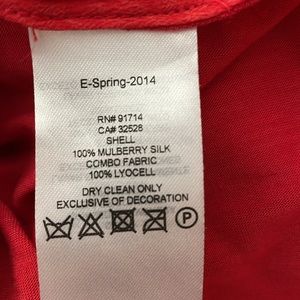 E-Spring-2014
RN# 91714
CA# 32528
SHELL
100% MULBERRY SILK
COMBO FABRIC
100% LYOCELL
DRY CLEAN ONLY
EXCLUSIVE OF DECORATION
P